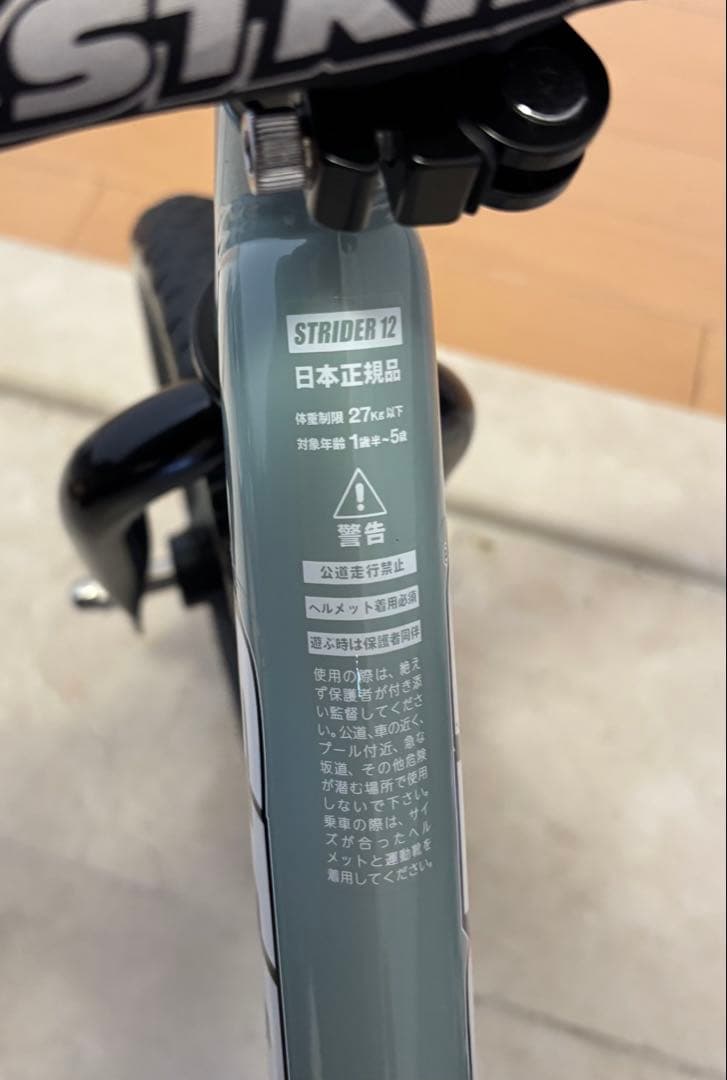 STRI
STRIDER 12
日本正規品
体重制限 27Kg以下
対象年齢 1歳半~5歳
警告
公道走行禁止
ヘルメット着用必須
遊ぶ時は保護者同伴
使用の際は、絶え
ず保護者が付き添
い監督してくださ
い。公道、車の近く、
プール付近、急な
坂道、その他危険
が潜む場所で使用
しないで下さい。
乗車の際は、サイ
ズが合ったヘル
メットと運動靴を
着用してください。